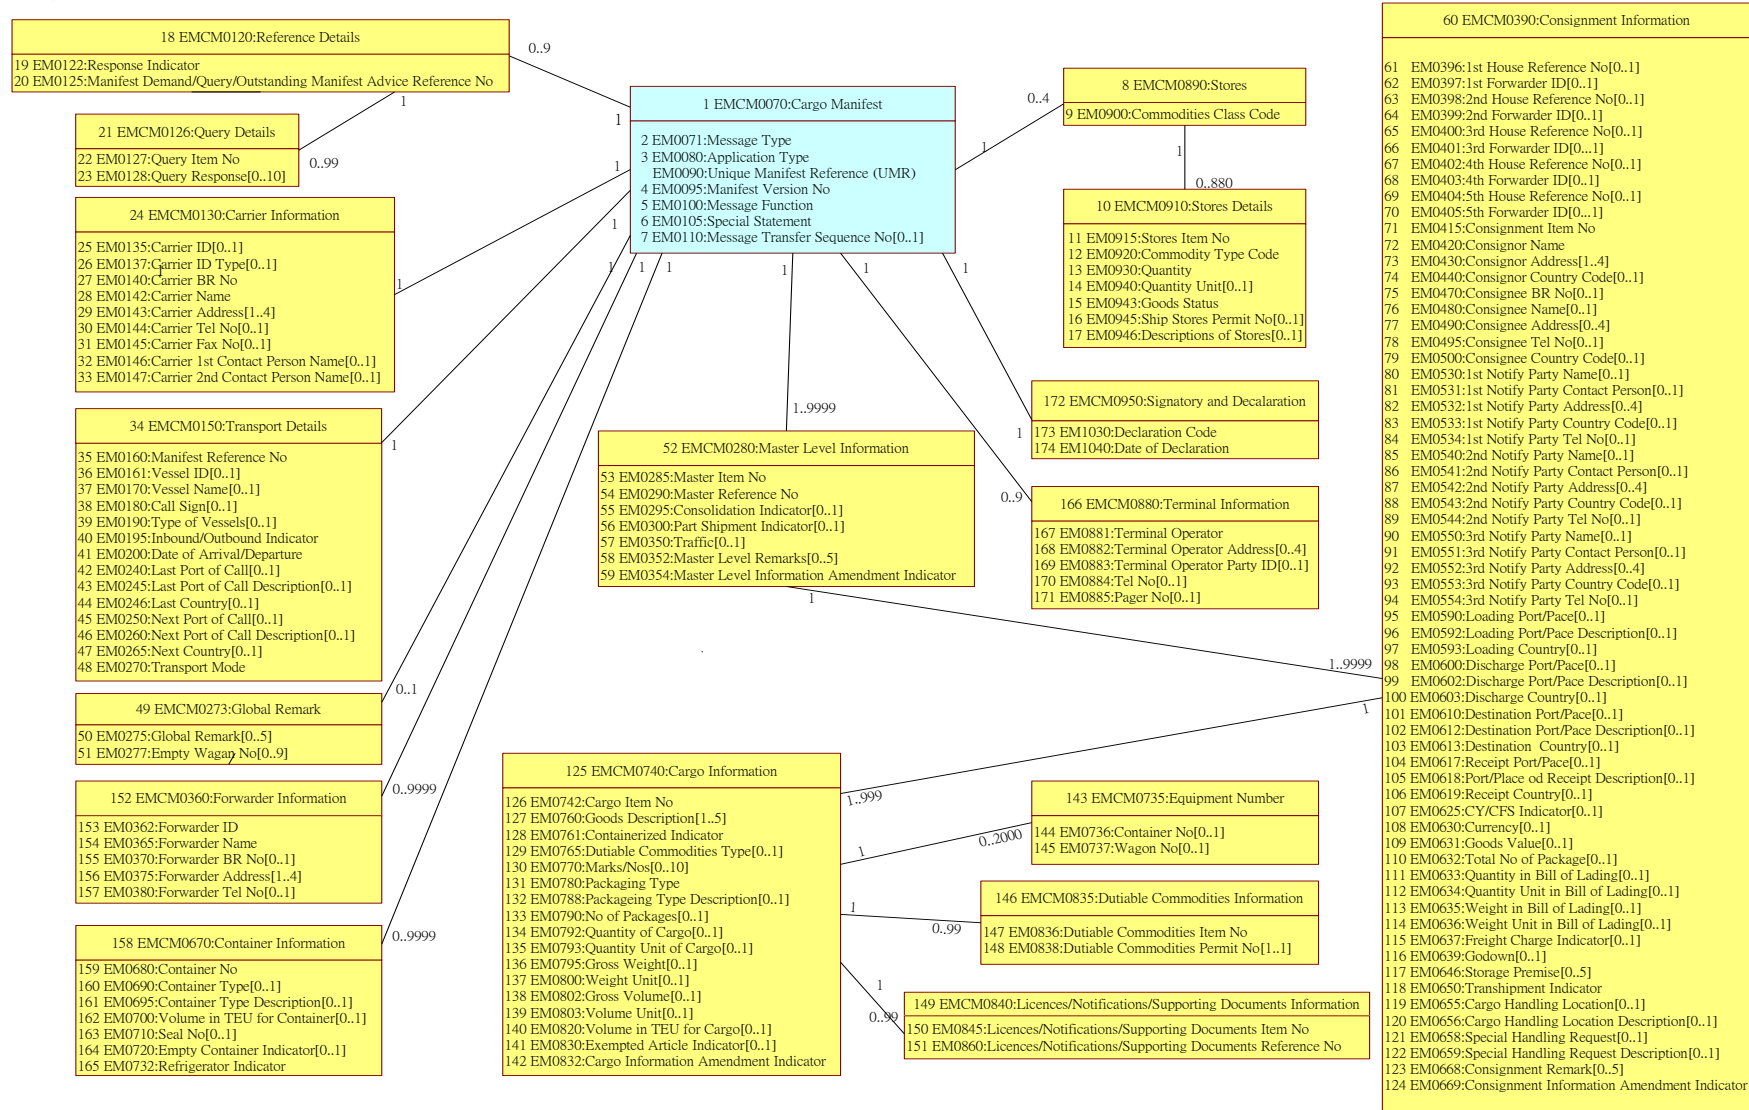 18 EMCM0120:Reference Details
19 EM0122:Response Indicator
20 EM0125:Manifest Demand/Query/Outstanding Manifest Advice Reference No
0..9
1
1
21 EMCM0126:Query Details
22 EM0127:Query Item No
23 EM0128:Query Response[0..10]
0..99
24 EMCM0130:Carrier Information
25 EM0135:Carrier ID[0..1]
26 EM0137:Carrier ID Type[0..1]
1
27 EM0140:Carrier BR No
28 EM0142:Carrier Name
29 EM0143:Carrier Address[1..4]
30 EM0144:Carrier Tel No[0..1]
31 EM0145:Carrier Fax No[0..1]
32 EM0146:Carrier 1st Contact Person Name[0..1]
33 EM0147:Carrier 2nd Contact Person Name[0..1]
1
1
34 EMCM0150:Transport Details
35 EM0160:Manifest Reference No
36 EM0161:Vessel ID[0..1]
37 EM0170:Vessel Name[0..1]
38 EM0180:Call Sign[0..1]
39 EM0190:Type of Vessels[0..1]
40 EM0195:Inbound/Outbound Indicator
41 EM0200:Date of Arrival/Departure
42 EM0240:Last Port of Call[0..1]
43 EM0245:Last Port of Call Description[0..1]
44 EM0246:Last Country[0..1]
45 EM0250:Next Port of Call[0..1]
46 EM0260:Next Port of Call Description[0..1]
47 EM0265:Next Country[0..1]
48 EM0270:Transport Mode
1
1
49 EMCM0273:Global Remark
50 EM0275:Global Remark[0..5]
51 EM0277:Empty Wagan No[0..9]
0..1
1
152 EMCM0360:Forwarder Information
153 EM0362:Forwarder ID
154 EM0365:Forwarder Name
155 EM0370:Forwarder BR No[0..1]
156 EM0375:Forwarder Address[1..4]
157 EM0380:Forwarder Tel No[0..1]
0..9999
1
158 EMCM0670:Container Information
159 EM0680:Container No
160 EM0690:Container Type[0..1]
161 EM0695:Container Type Description[0..1]
162 EM0700:Volume in TEU for Container[0..1]
163 EM0710:Seal No[0..1]
164 EM0720:Empty Container Indicator[0..1]
165 EM0732:Refrigerator Indicator
0..9999
1
1 EMCM0070:Cargo Manifest
2 EM0071:Message Type
3 EM0080:Application Type
EM0090:Unique Manifest Reference (UMR)
4 EM0095:Manifest Version No
5 EM0100:Message Function
6 EM0105:Special Statement
7 EM0110:Message Transfer Sequence No[0..1]
1
1
1
1
0..4
8 EMCM0890:Stores
9 EM0900:Commodities Class Code
1
0..880
10 EMCM0910:Stores Details
11 EM0915:Stores Item No
12 EM0920:Commodity Type Code
13 EM0930:Quantity
14 EM0940:Quantity Unit[0..1]
15 EM0943:Goods Status
16 EM0945:Ship Stores Permit No[0..1]
17 EM0946:Descriptions of Stores[0..1]
172 EMCM0950:Signatory and Decalaration
173 EM1030:Declaration Code
174 EM1040:Date of Declaration
1
0..9
166 EMCM0880:Terminal Information
167 EM0881:Terminal Operator
168 EM0882:Terminal Operator Address[0..4]
169 EM0883:Terminal Operator Party ID[0..1]
170 EM0884:Tel No[0..1]
171 EM0885:Pager No[0..1]
1..9999
52 EMCM0280:Master Level Information
53 EM0285:Master Item No
54 EM0290:Master Reference No
55 EM0295:Consolidation Indicator[0..1]
56 EM0300:Part Shipment Indicator[0..1]
57 EM0350:Traffic[0..1]
58 EM0352:Master Level Remarks[0..5]
59 EM0354:Master Level Information Amendment Indicator
1
1..9999
1
1..999
125 EMCM0740:Cargo Information
126 EM0742:Cargo Item No
127 EM0760:Goods Description[1..5]
128 EM0761:Containerized Indicator
129 EM0765:Dutiable Commodities Type[0..1]
130 EM0770:Marks/Nos[0..10]
131 EM0780:Packaging Type
132 EM0788:Packageing Type Description[0..1]
133 EM0790:No of Packages[0..1]
134 EM0792:Quantity of Cargo[0..1]
135 EM0793:Quantity Unit of Cargo[0..1]
136 EM0795:Gross Weight[0..1]
137 EM0800:Weight Unit[0..1]
138 EM0802:Gross Volume[0..1]
139 EM0803:Volume Unit[0..1]
140 EM0820:Volume in TEU for Cargo[0..1]
141 EM0830:Exempted Article Indicator[0..1]
142 EM0832:Cargo Information Amendment Indicator
1
0..2000
143 EMCM0735:Equipment Number
144 EM0736:Container No[0..1]
145 EM0737:Wagon No[0..1]
1
0..99
146 EMCM0835:Dutiable Commodities Information
147 EM0836:Dutiable Commodities Item No
148 EM0838:Dutiable Commodities Permit No[1..1]
1
0..99
149 EMCM0840:Licences/Notifications/Supporting Documents Information
150 EM0845:Licences/Notifications/Supporting Documents Item No
151 EM0860:Licences/Notifications/Supporting Documents Reference No
60 EMCM0390:Consignment Information
61 EM0396:1st House Reference No[0..1]
62 EM0397:1st Forwarder ID[0..1]
63 EM0398:2nd House Reference No[0..1]
64 EM0399:2nd Forwarder ID[0..1]
65 EM0400:3rd House Reference No[0..1]
66 EM0401:3rd Forwarder ID[0...1]
67 EM0402:4th House Reference No[0..1]
68 EM0403:4th Forwarder ID[0..1]
69 EM0404:5th House Reference No[0..1]
70 EM0405:5th Forwarder ID[0...1]
71 EM0415:Consignment Item No
72 EM0420:Consignor Name
73 EM0430:Consignor Address[1..4]
74 EM0440:Consignor Country Code[0..1]
75 EM0470:Consignee BR No[0..1]
76 EM0480:Consignee Name[0..1]
77 EM0490:Consignee Address[0..4]
78 EM0495:Consignee Tel No[0..1]
79 EM0500:Consignee Country Code[0..1]
80 EM0530:1st Notify Party Name[0..1]
81 EM0531:1st Notify Party Contact Person[0..1]
82 EM0532:1st Notify Party Address[0..4]
83 EM0533:1st Notify Party Country Code[0..1]
84 EM0534:1st Notify Party Tel No[0..1]
85 EM0540:2nd Notify Party Name[0..1]
86 EM0541:2nd Notify Party Contact Person[0..1]
87 EM0542:2nd Notify Party Address[0..4]
88 EM0543:2nd Notify Party Country Code[0..1]
89 EM0544:2nd Notify Party Tel No[0..1]
90 EM0550:3rd Notify Party Name[0..1]
91 EM0551:3rd Notify Party Contact Person[0..1]
92 EM0552:3rd Notify Party Address[0..4]
93 EM0553:3rd Notify Party Country Code[0..1]
94 EM0554:3rd Notify Party Tel No[0..1]
95 EM0590:Loading Port/Pace[0..1]
96 EM0592:Loading Port/Pace Description[0..1]
97 EM0593:Loading Country[0..1]
98 EM0600:Discharge Port/Pace[0..1]
99 EM0602:Discharge Port/Pace Description[0..1]
100 EM0603:Discharge Country[0..1]
101 EM0610:Destination Port/Pace[0..1]
102 EM0612:Destination Port/Pace Description[0..1]
103 EM0613:Destination Country[0..1]
104 EM0617:Receipt Port/Pace[0..1]
105 EM0618:Port/Place od Receipt Description[0..1]
106 EM0619:Receipt Country[0..1]
107 EM0625:CY/CFS Indicator[0..1]
108 EM0630:Currency[0..1]
109 EM0631:Goods Value[0..1]
110 EM0632:Total No of Package[0..1]
111 EM0633:Quantity in Bill of Lading[0..1]
112 EM0634:Quantity Unit in Bill of Lading[0..1]
113 EM0635:Weight in Bill of Lading[0..1]
114 EM0636:Weight Unit in Bill of Lading[0..1]
115 EM0637:Freight Charge Indicator[0..1]
116 EM0639:Godown[0..1]
117 EM0646:Storage Premise[0..5]
118 EM0650:Transhipment Indicator
119 EM0655:Cargo Handling Location[0..1]
120 EM0656:Cargo Handling Location Description[0..1]
121 EM0658:Special Handling Request[0..1]
122 EM0659:Special Handling Request Description[0..1]
123 EM0668:Consignment Remark[0..5]
124 EM0669:Consignment Information Amendment Indicator